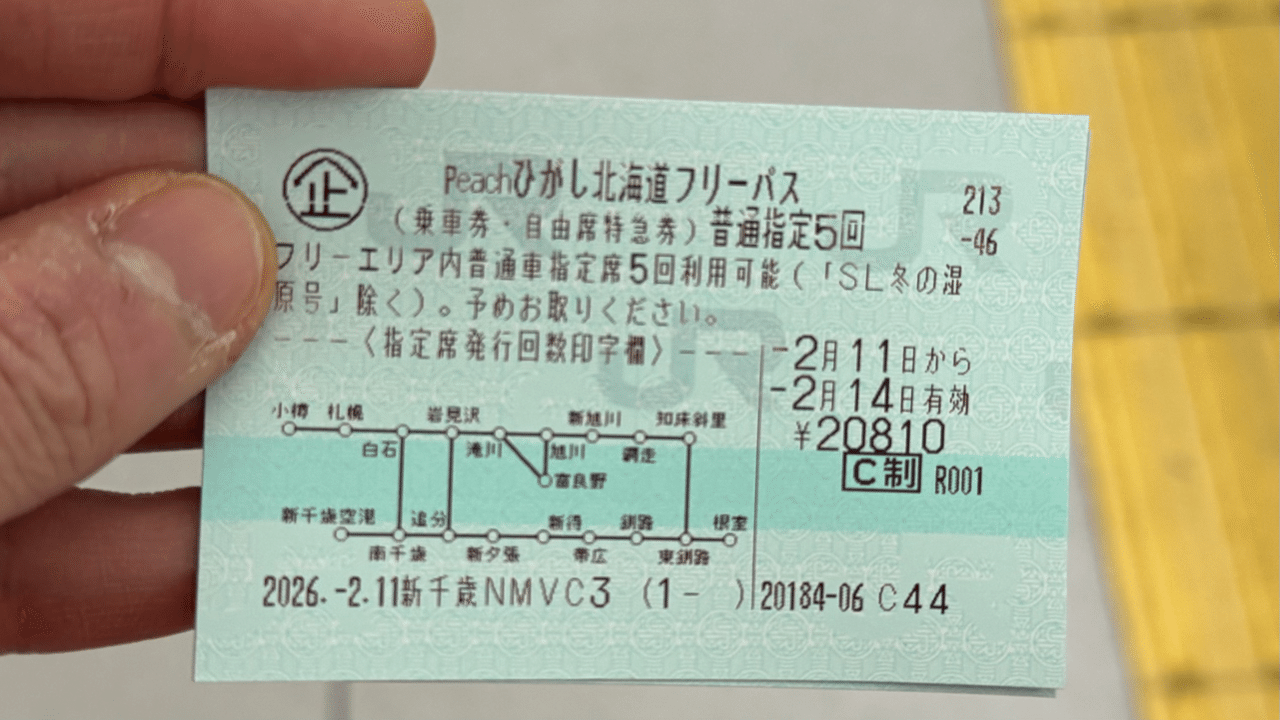 企
Peachひがし北海道フリーパス
213
(乗車券・自由席特急券)普通指定5回
-46
フリーエリア内普通車指定席5回利用可能(「SL冬の湿
原号」除く)。予めお取りください。
---〈指定席発行回数印字欄〉---
-2月11日から
-2月14日有効
¥20810
C制 R001
小樽 札幌 岩見沢 新旭川 知床斜里
白石 滝川 旭川 網走
富良野
新千歳空港 追分 新得 釧路 根室
南千歳 新夕張 帯広 東釧路
2026.-2.11新千歳NMVC3 (1- ) 20184-06 C44